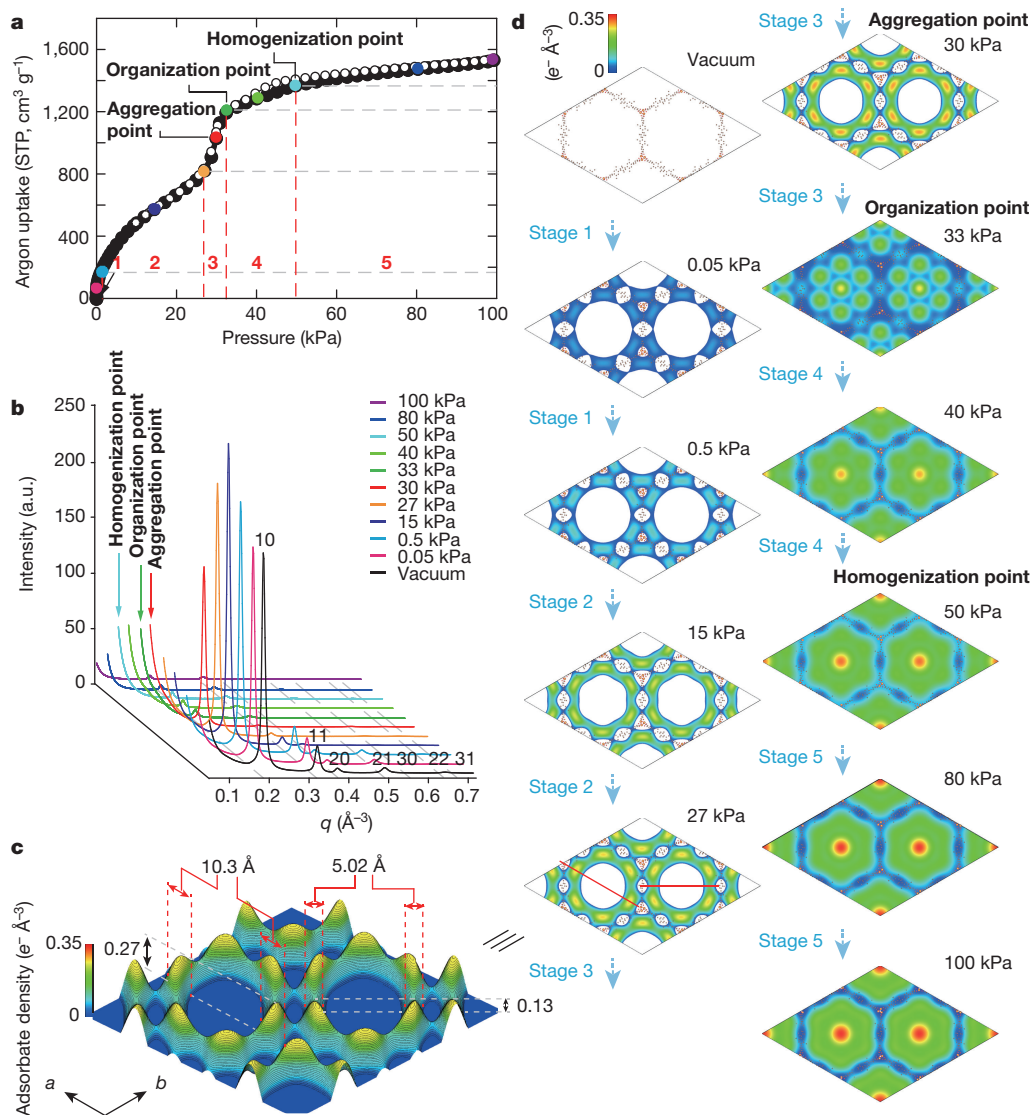 a
Homogenization point
Organization point
Aggregation
point
1,600
1,200
800
400
0
1 2 3 4 5
0 20 40 60 80 100
Pressure (kPa)
Argon uptake (STP, cm³ g⁻¹)
b
Homogenization point
Organization point
Aggregation point
250
200
150
100
50
0
Intensity (a.u.)
100 kPa
80 kPa
50 kPa
40 kPa
33 kPa
30 kPa
27 kPa
15 kPa
0.5 kPa
0.05 kPa
Vacuum
10
11
20 21 30 22 31
0.1 0.2 0.3 0.4 0.5 0.6 0.7
q (Å⁻³)
c
10.3 Å
5.02 Å
0.35
0
0.27
0.13
Adsorbate density (e⁻ Å⁻³)
a
b
d
0.35
0
(e⁻ Å⁻³)
Vacuum
Stage 1
0.05 kPa
Stage 1
0.5 kPa
Stage 2
15 kPa
Stage 2
27 kPa
Stage 3
Stage 3
Aggregation point
30 kPa
Stage 3
Organization point
33 kPa
Stage 4
40 kPa
Stage 4
Homogenization point
50 kPa
Stage 5
80 kPa
Stage 5
100 kPa